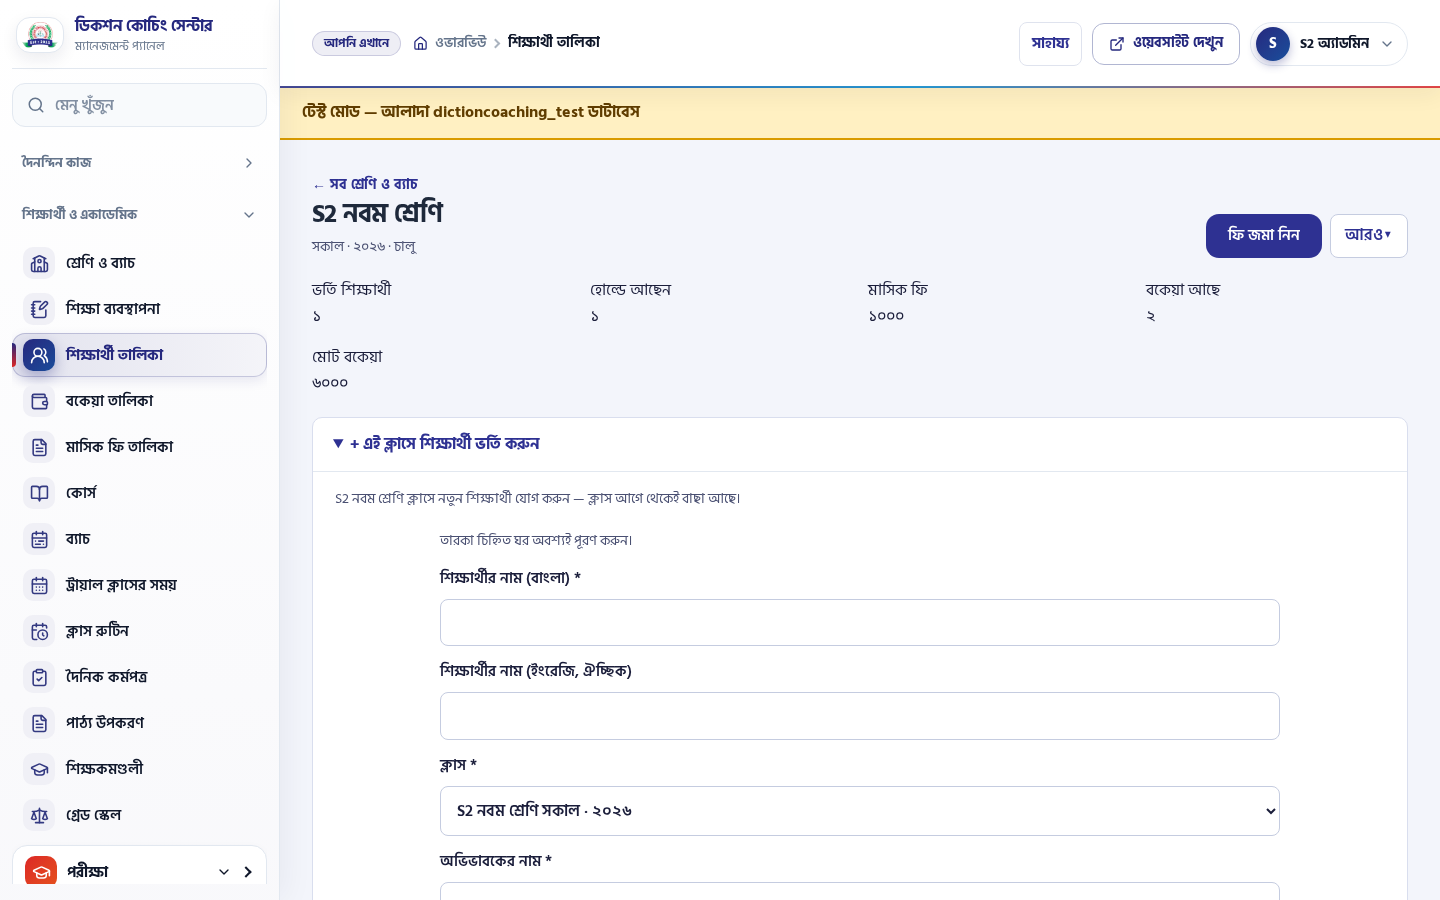 ডিকশন কোচিং সেন্টার
ম্যানেজমেন্ট প্যানেল
মেনু খুঁজুন
দৈনন্দিন কাজ
শিক্ষার্থী ও একাডেমিক
শ্রেণি ও ব্যাচ
শিক্ষা ব্যবস্থাপনা
শিক্ষার্থী তালিকা
বকেয়া তালিকা
মাসিক ফি তালিকা
কোর্স
ব্যাচ
ট্রায়াল ক্লাসের সময়
ক্লাস রুটিন
দৈনিক কর্মপত্র
পাঠ্য উপকরণ
শিক্ষকমণ্ডলী
গ্রেড স্কেল
পরীক্ষা
আপনি এখানে ওভারভিউ শিক্ষার্থী তালিকা
সাহায্য ওয়েবসাইট দেখুন S S2 অ্যাডমিন
টেস্ট মোড — আলাদা dictioncoaching_test ডাটাবেস
← সব শ্রেণি ও ব্যাচ
S2 নবম শ্রেণি
সকাল · ২০২৬ · চালু
ফি জমা নিন আরও▾
ভর্তি শিক্ষার্থী হোল্ডে আছেন মাসিক ফি বকেয়া আছে
১ ১ ১০০০ ২
মোট বকেয়া
৬০০০
▼ + এই ক্লাসে শিক্ষার্থী ভর্তি করুন
S2 নবম শ্রেণি ক্লাসে নতুন শিক্ষার্থী যোগ করুন — ক্লাস আগে থেকেই বাছা আছে।
তারকা চিহ্নিত ঘর অবশ্যই পূরণ করুন।
শিক্ষার্থীর নাম (বাংলা) *
শিক্ষার্থীর নাম (ইংরেজি, ঐচ্ছিক)
ক্লাস *
S2 নবম শ্রেণি সকাল · ২০২৬
অভিভাবকের নাম *